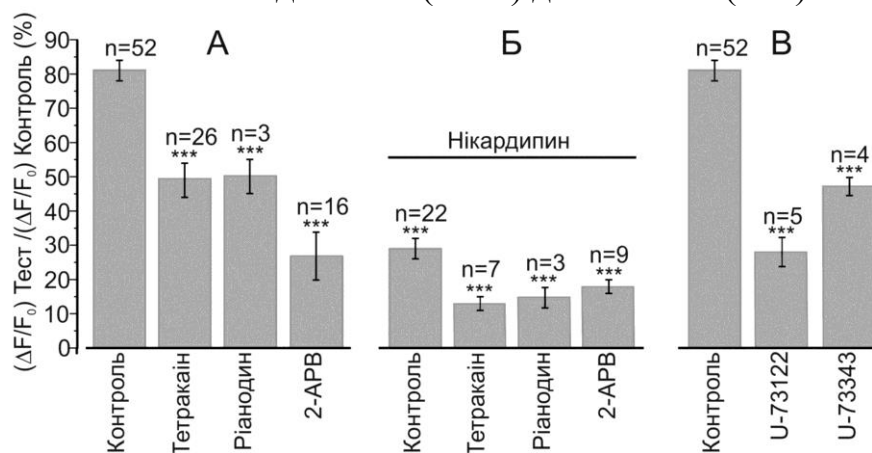 (ΔF/F₀) Тест /(ΔF/F₀) Контроль (%)
90
80
70
60
50
40
30
20
10
0
А
n=52
n=26
***
n=3
***
n=16
***
Контроль
Тетракаін
Ріанодин
2-APB
Б
Нікардипин
n=22
***
n=7
***
n=3
***
n=9
***
Контроль
Тетракаін
Ріанодин
2-APB
В
n=52
n=5
***
n=4
***
Контроль
U-73122
U-73343